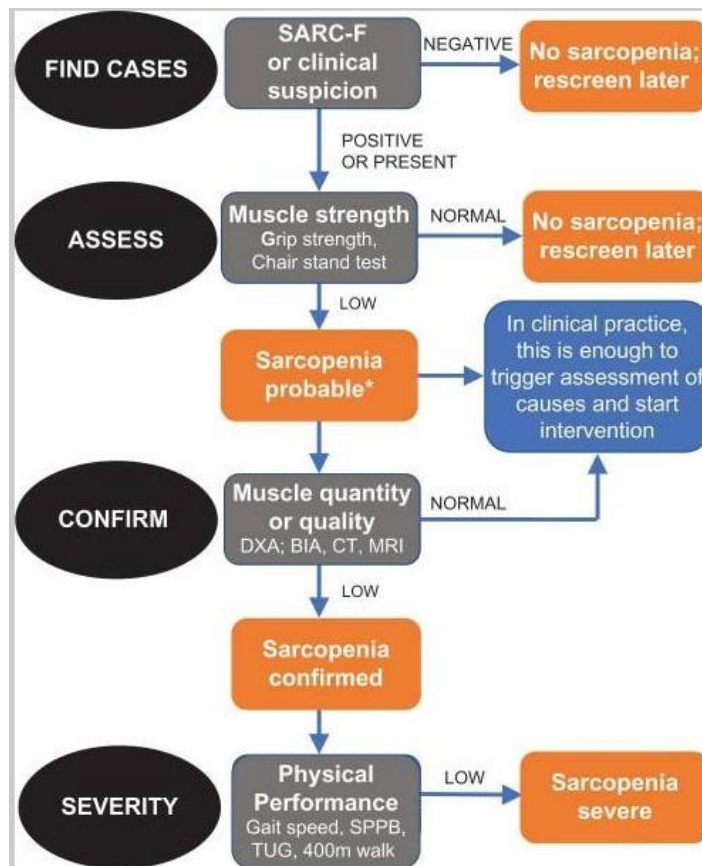 FIND CASES
SARC-F
or clinical
suspicion
NEGATIVE
No sarcopenia;
rescreen later
POSITIVE
OR PRESENT
ASSESS
Muscle strength
Grip strength,
Chair stand test
NORMAL
No sarcopenia;
rescreen later
LOW
Sarcopenia
probable*
In clinical practice,
this is enough to
trigger assessment of
causes and start
intervention
CONFIRM
Muscle quantity
or quality
DXA; BIA, CT, MRI
NORMAL
LOW
Sarcopenia
confirmed
SEVERITY
Physical
Performance
Gait speed, SPPB,
TUG, 400m walk
LOW
Sarcopenia
severe